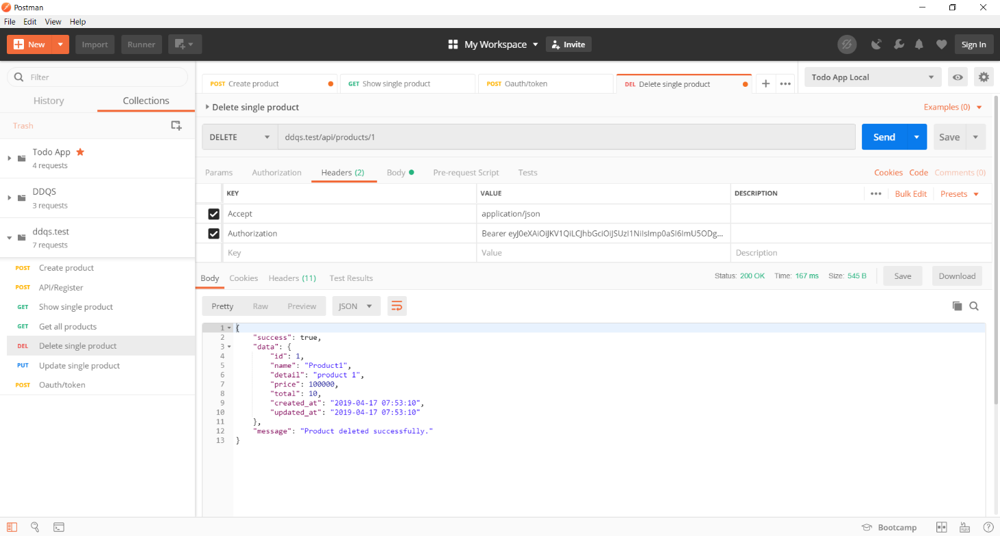 Postman
File Edit View Help
New Import Runner My Workspace Invite Sign In
Filter
History Collections
Trash
Todo App
4 requests
DDQS
3 requests
ddqs.test
7 requests
POST Create product
POST API/Register
GET Show single product
GET Get all products
DEL Delete single product
PUT Update single product
POST Oauth/token
POST Create product GET Show single product POST Oauth/token DEL Delete single product + ••• Todo App Local
Delete single product Examples (0)
DELETE ddqs.test/api/products/1 Send Save
Params Authorization Headers (2) Body Pre-request Script Tests Cookies Code Comments (0)
KEY VALUE DESCRIPTION ••• Bulk Edit Presets
Accept application/json
Authorization Bearer eyJ0eXAiOiJKV1QiLCJhbGciOiJSUzI1NiIsImp0aSI6ImU5ODg...
Key Value Description
Body Cookies Headers (11) Test Results Status: 200 OK Time: 167 ms Size: 545 B Save Download
Pretty Raw Preview JSON
1 {
2 "success": true,
3 "data": {
4 "id": 1,
5 "name": "Product1",
6 "detail": "product 1",
7 "price": 100000,
8 "total": 10,
9 "created_at": "2019-04-17 07:53:10",
10 "updated_at": "2019-04-17 07:53:10"
11 },
12 "message": "Product deleted successfully."
13 }
Bootcamp